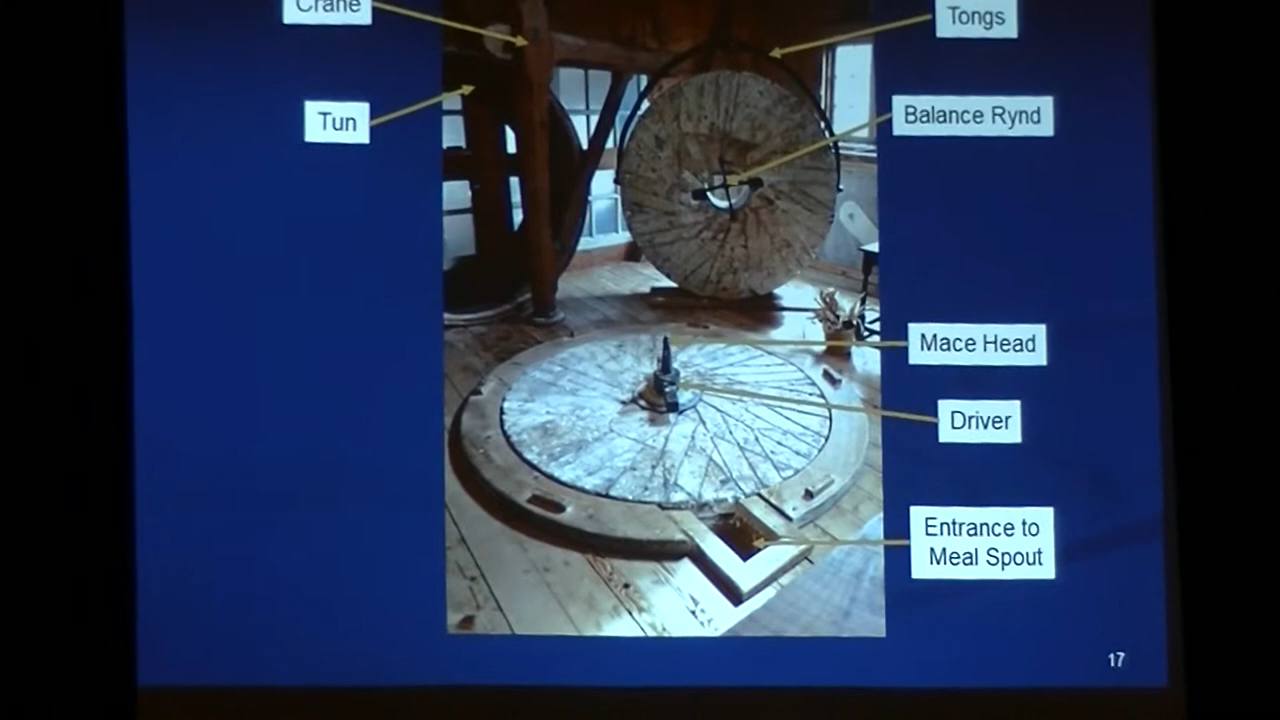 Crane
Tongs
Tun
Balance Rynd
Mace Head
Driver
Entrance to
Meal Spout
17